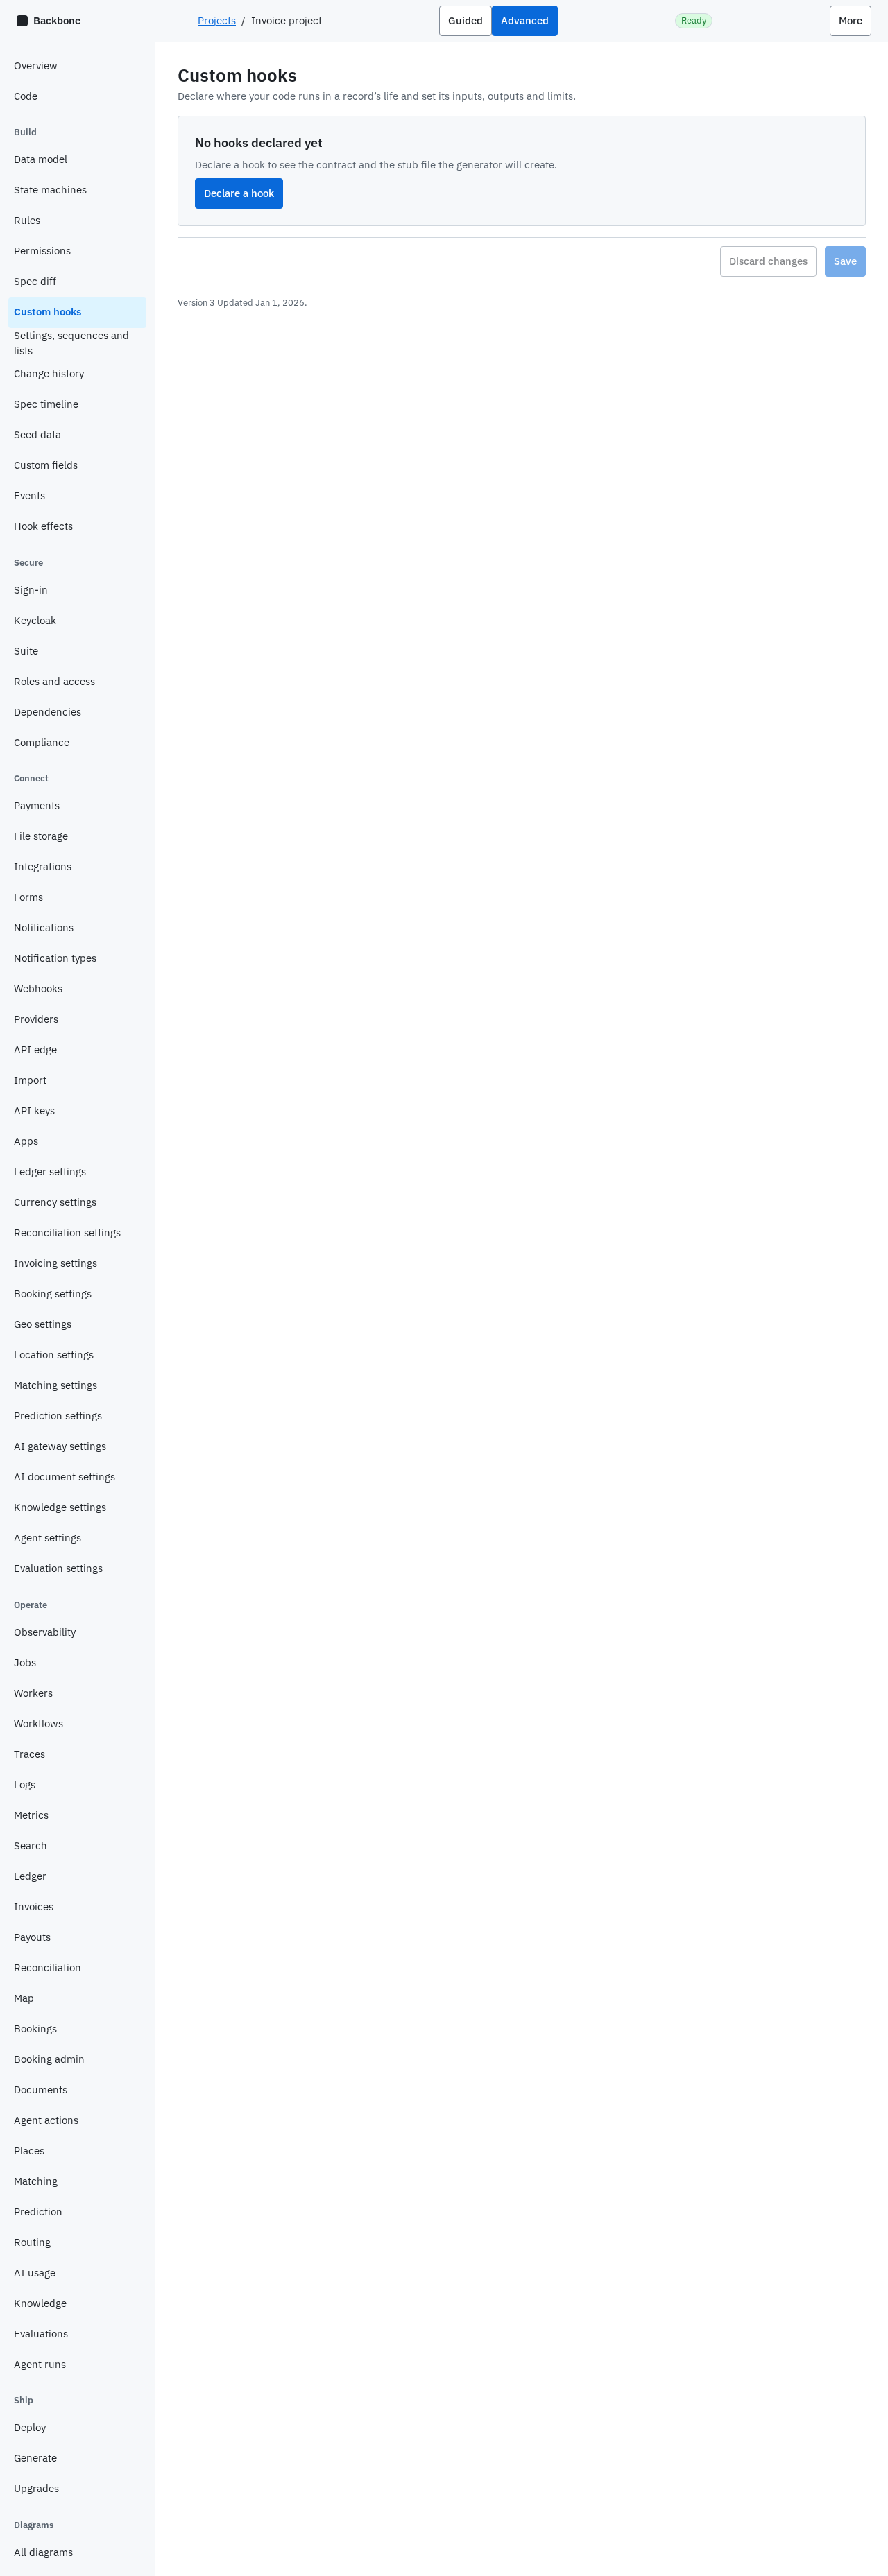 Backbone
Projects / Invoice project
Guided
Advanced
Ready
More
Overview
Code
Build
Data model
State machines
Rules
Permissions
Spec diff
Custom hooks
Settings, sequences and
lists
Change history
Spec timeline
Seed data
Custom fields
Events
Hook effects
Secure
Sign-in
Keycloak
Suite
Roles and access
Dependencies
Compliance
Connect
Payments
File storage
Integrations
Forms
Notifications
Notification types
Webhooks
Providers
API edge
Import
API keys
Apps
Ledger settings
Currency settings
Reconciliation settings
Invoicing settings
Booking settings
Geo settings
Location settings
Matching settings
Prediction settings
AI gateway settings
AI document settings
Knowledge settings
Agent settings
Evaluation settings
Operate
Observability
Jobs
Workers
Workflows
Traces
Logs
Metrics
Search
Ledger
Invoices
Payouts
Reconciliation
Map
Bookings
Booking admin
Documents
Agent actions
Places
Matching
Prediction
Routing
AI usage
Knowledge
Evaluations
Agent runs
Ship
Deploy
Generate
Upgrades
Diagrams
All diagrams
Custom hooks
Declare where your code runs in a record’s life and set its inputs, outputs and limits.
No hooks declared yet
Declare a hook to see the contract and the stub file the generator will create.
Declare a hook
Discard changes
Save
Version 3 Updated Jan 1, 2026.